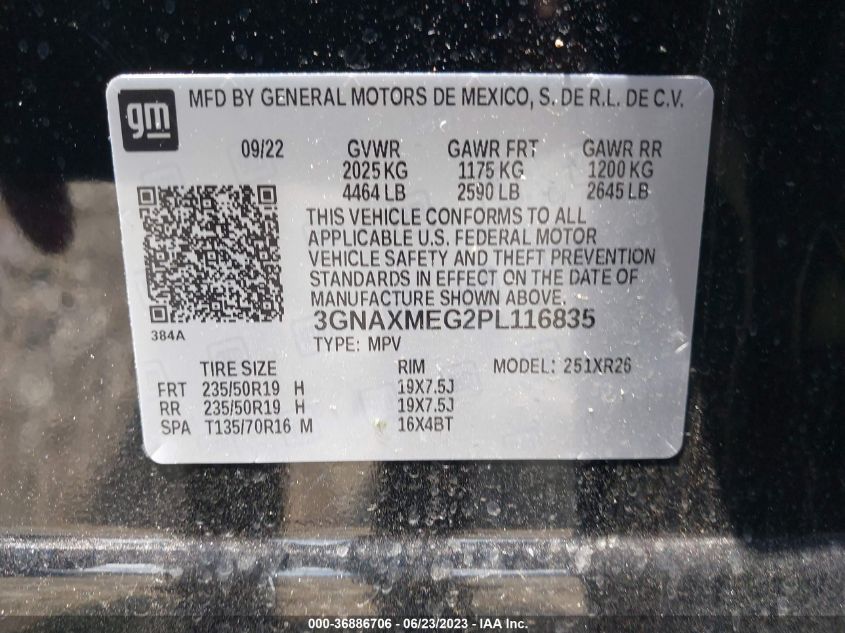 gm
MFD BY GENERAL MOTORS DE MEXICO, S. DE R.L. DE C.V.
09/22 GVWR GAWR FRT GAWR RR
2025 KG 1175 KG 1200 KG
4464 LB 2590 LB 2645 LB
THIS VEHICLE CONFORMS TO ALL
APPLICABLE U.S. FEDERAL MOTOR
VEHICLE SAFETY AND THEFT PREVENTION
STANDARDS IN EFFECT ON THE DATE OF
MANUFACTURE SHOWN ABOVE.
3GNAXMEG2PL116835
384A
TYPE: MPV
TIRE SIZE RIM MODEL: 251XR26
FRT 235/50R19 H 19X7.5J
RR 235/50R19 H 19X7.5J
SPA T135/70R16 M 16X4BT
000-36886706 - 06/23/2023 - IAA Inc.